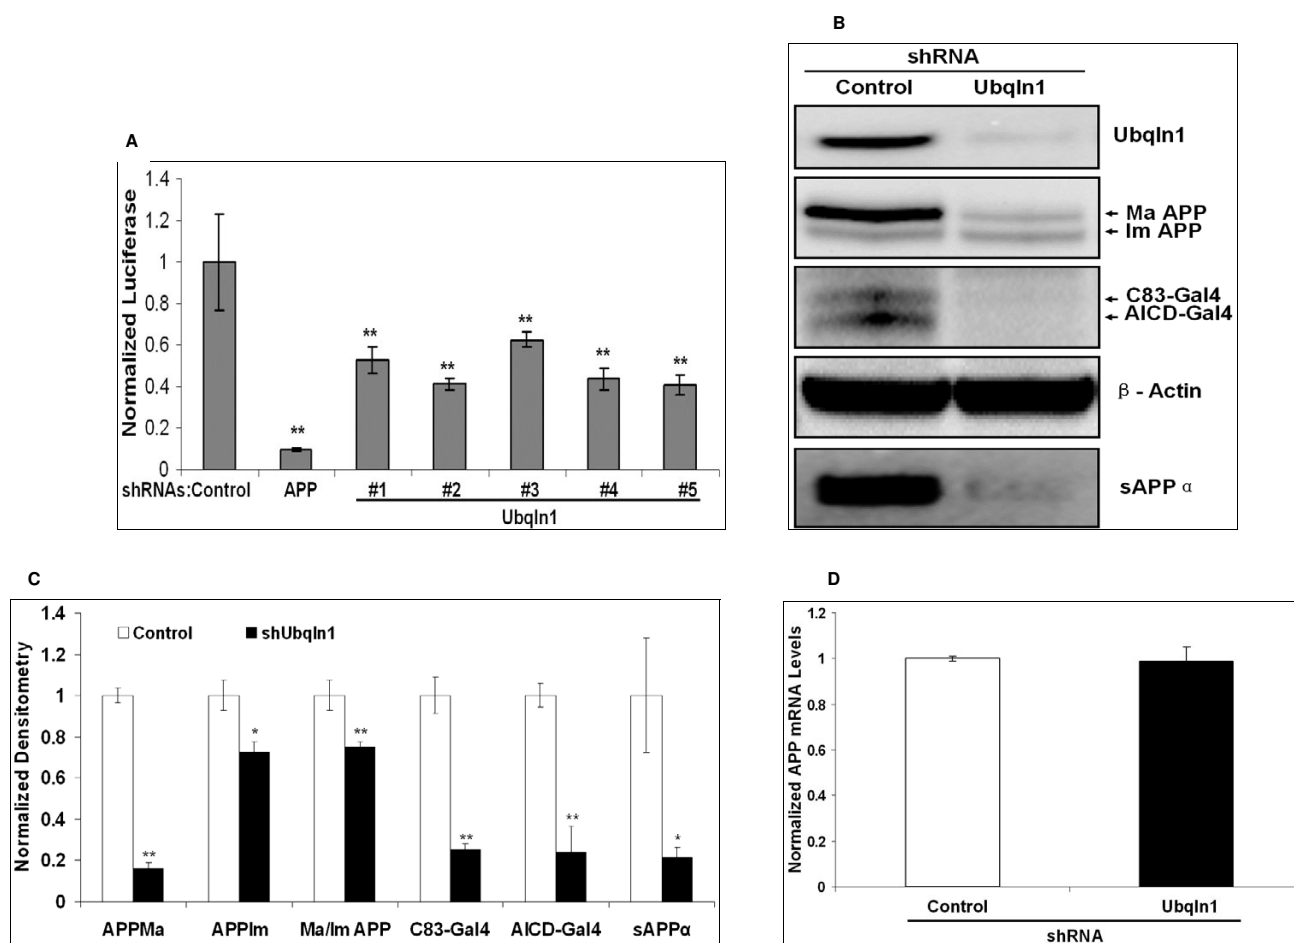 A
1.4
1.2
1
0.8
0.6
0.4
0.2
0
Normalized Luciferase
**
**
**
**
**
**
shRNAs:Control APP #1 #2 #3 #4 #5
Ubqln1
B
shRNA
Control Ubqln1
Ubqln1
Ma APP
Im APP
C83-Gal4
AICD-Gal4
β - Actin
sAPP α
C
1.4
1.2
1
0.8
0.6
0.4
0.2
0
Normalized Densitometry
Control shUbqln1
**
*
**
**
**
*
APPMa APPIm Ma/Im APP C83-Gal4 AICD-Gal4 sAPPα
D
1.2
1
0.8
0.6
0.4
0.2
0
Normalized APP mRNA Levels
Control Ubqln1
shRNA